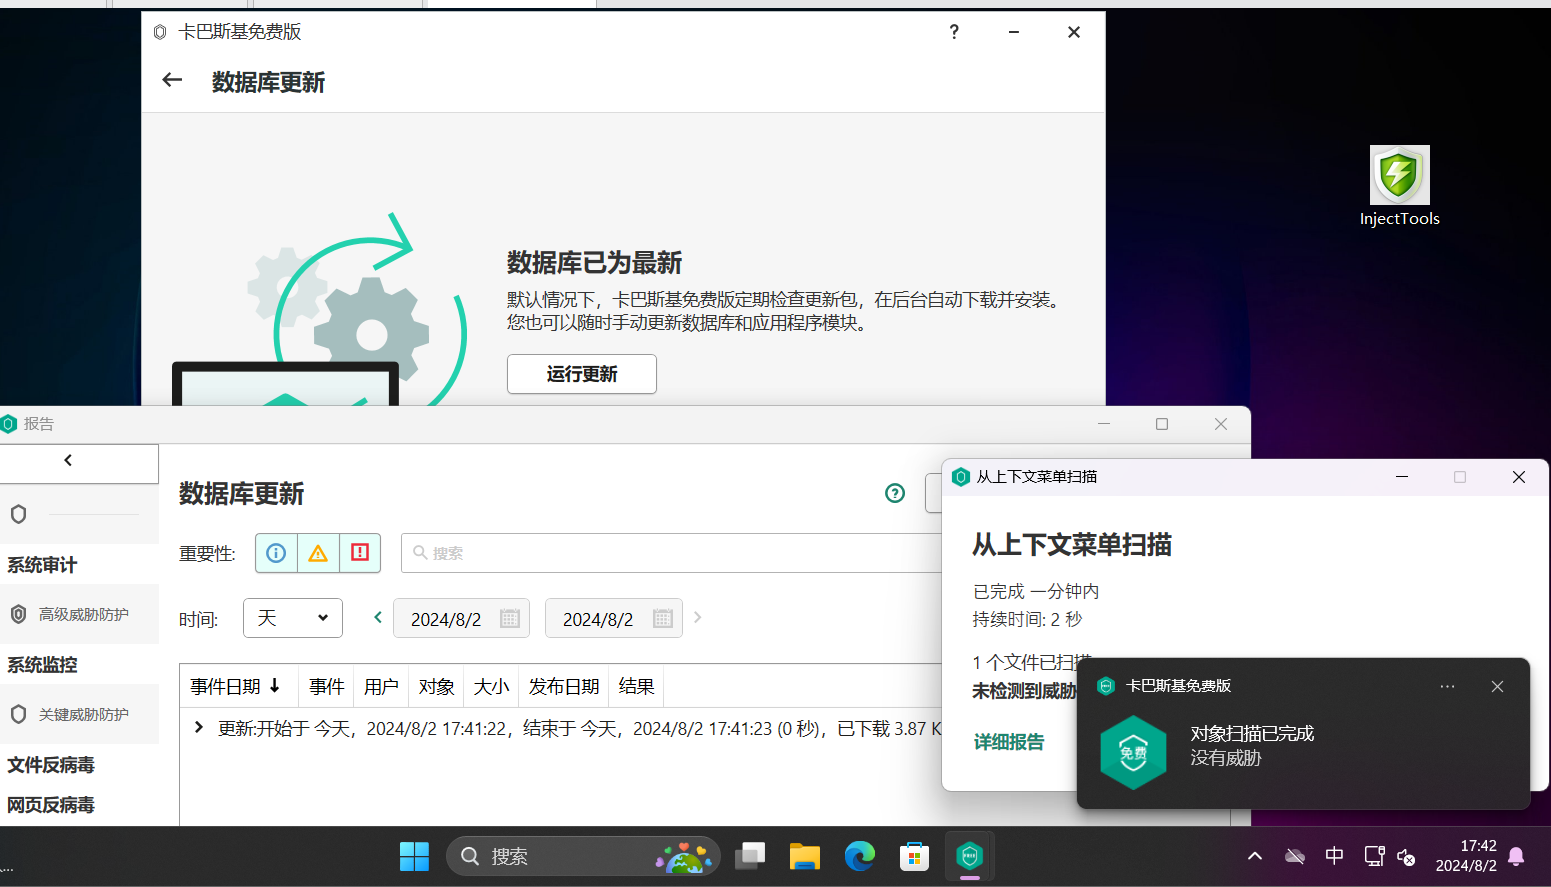 卡巴斯基免费版
数据库更新
InjectTools
数据库已为最新
默认情况下，卡巴斯基免费版定期检查更新包，在后台自动下载并安装。
您也可以随时手动更新数据库和应用程序模块。
运行更新
报告
数据库更新
系统审计
高级威胁防护
系统监控
关键威胁防护
文件反病毒
网页反病毒
重要性:
搜索
时间:
天
2024/8/2
2024/8/2
事件日期 事件 用户 对象 大小 发布日期 结果
更新:开始于 今天，2024/8/2 17:41:22，结束于 今天，2024/8/2 17:41:23 (0 秒)，已下载 3.87 K
从上下文菜单扫描
从上下文菜单扫描
已完成 一分钟内
持续时间: 2 秒
1 个文件已扫描
未检测到威胁
详细报告
卡巴斯基免费版
免费
对象扫描已完成
没有威胁
搜索
中
17:42
2024/8/2